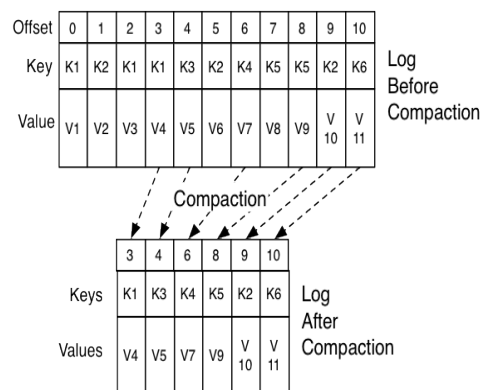 Offset 0 1 2 3 4 5 6 7 8 9 10
Key K1 K2 K1 K1 K3 K2 K4 K5 K5 K2 K6
Value V1 V2 V3 V4 V5 V6 V7 V8 V9 V 10 V 11
Log
Before
Compaction
Compaction
3 4 6 8 9 10
Keys K1 K3 K4 K5 K2 K6
Values V4 V5 V7 V9 V 10 V 11
Log
After
Compaction